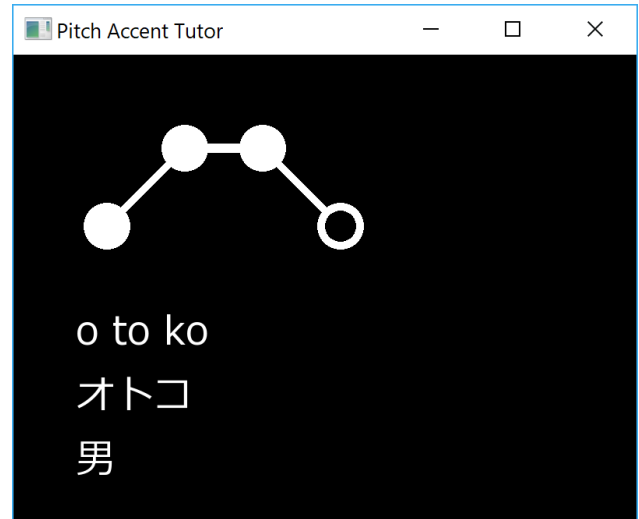 Pitch Accent Tutor
o to ko
オトコ
男